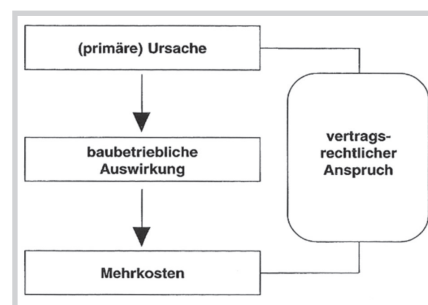 (primäre) Ursache
baubetriebliche
Auswirkung
vertrags-
rechtlicher
Anspruch
Mehrkosten